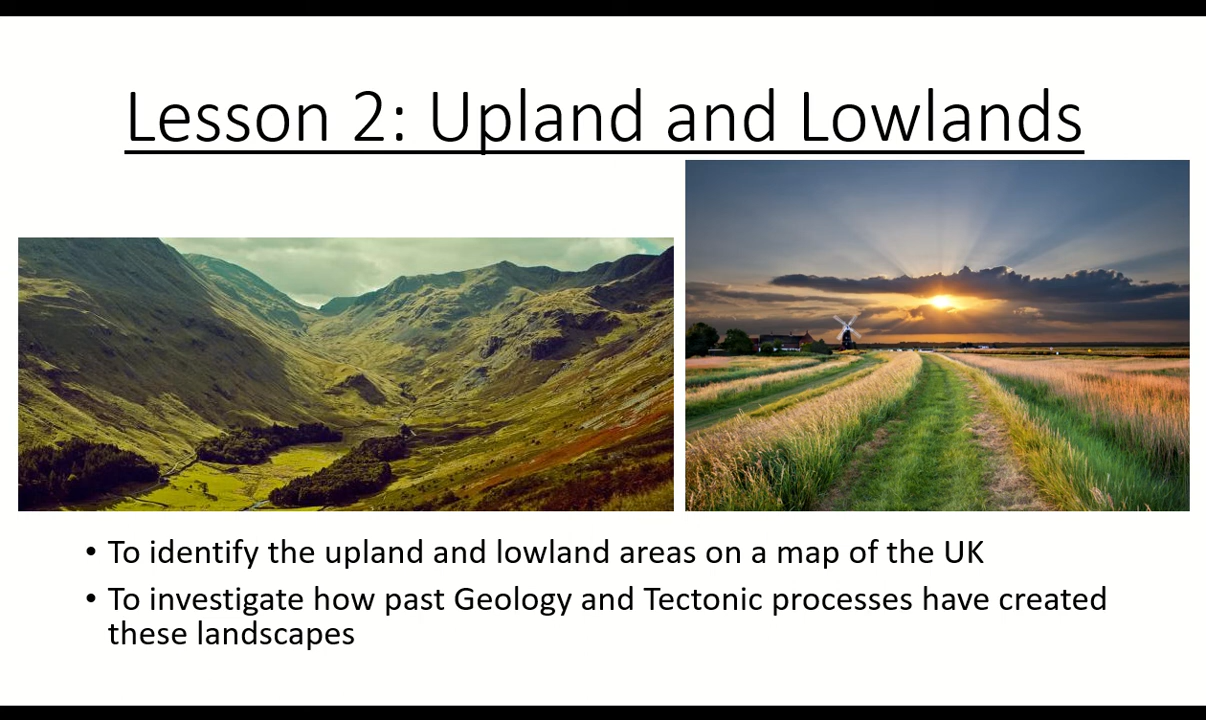 Lesson 2: Upland and Lowlands
• To identify the upland and lowland areas on a map of the UK
• To investigate how past Geology and Tectonic processes have created
these landscapes